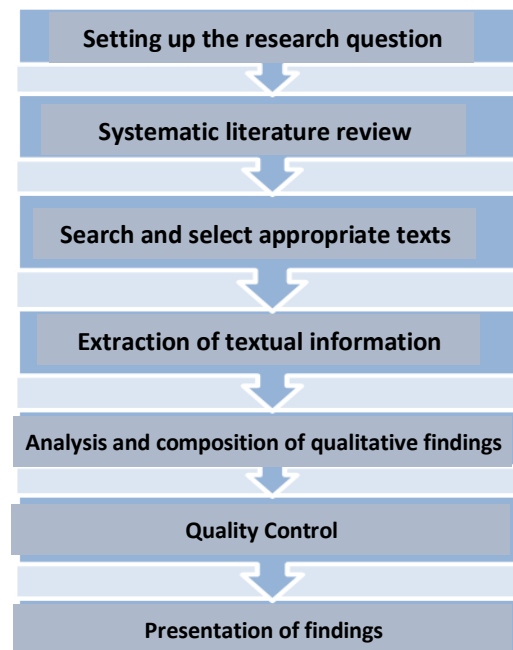 Setting up the research question
Systematic literature review
Search and select appropriate texts
Extraction of textual information
Analysis and composition of qualitative findings
Quality Control
Presentation of findings